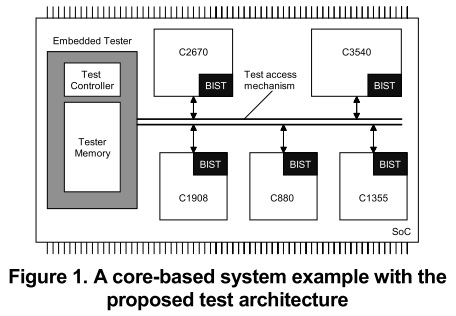 Embedded Tester
Test
Controller
Tester
Memory
C2670
BIST
Test access
mechanism
C3540
BIST
BIST
C1908
BIST
C880
BIST
C1355
SoC
Figure 1. A core-based system example with the
proposed test architecture